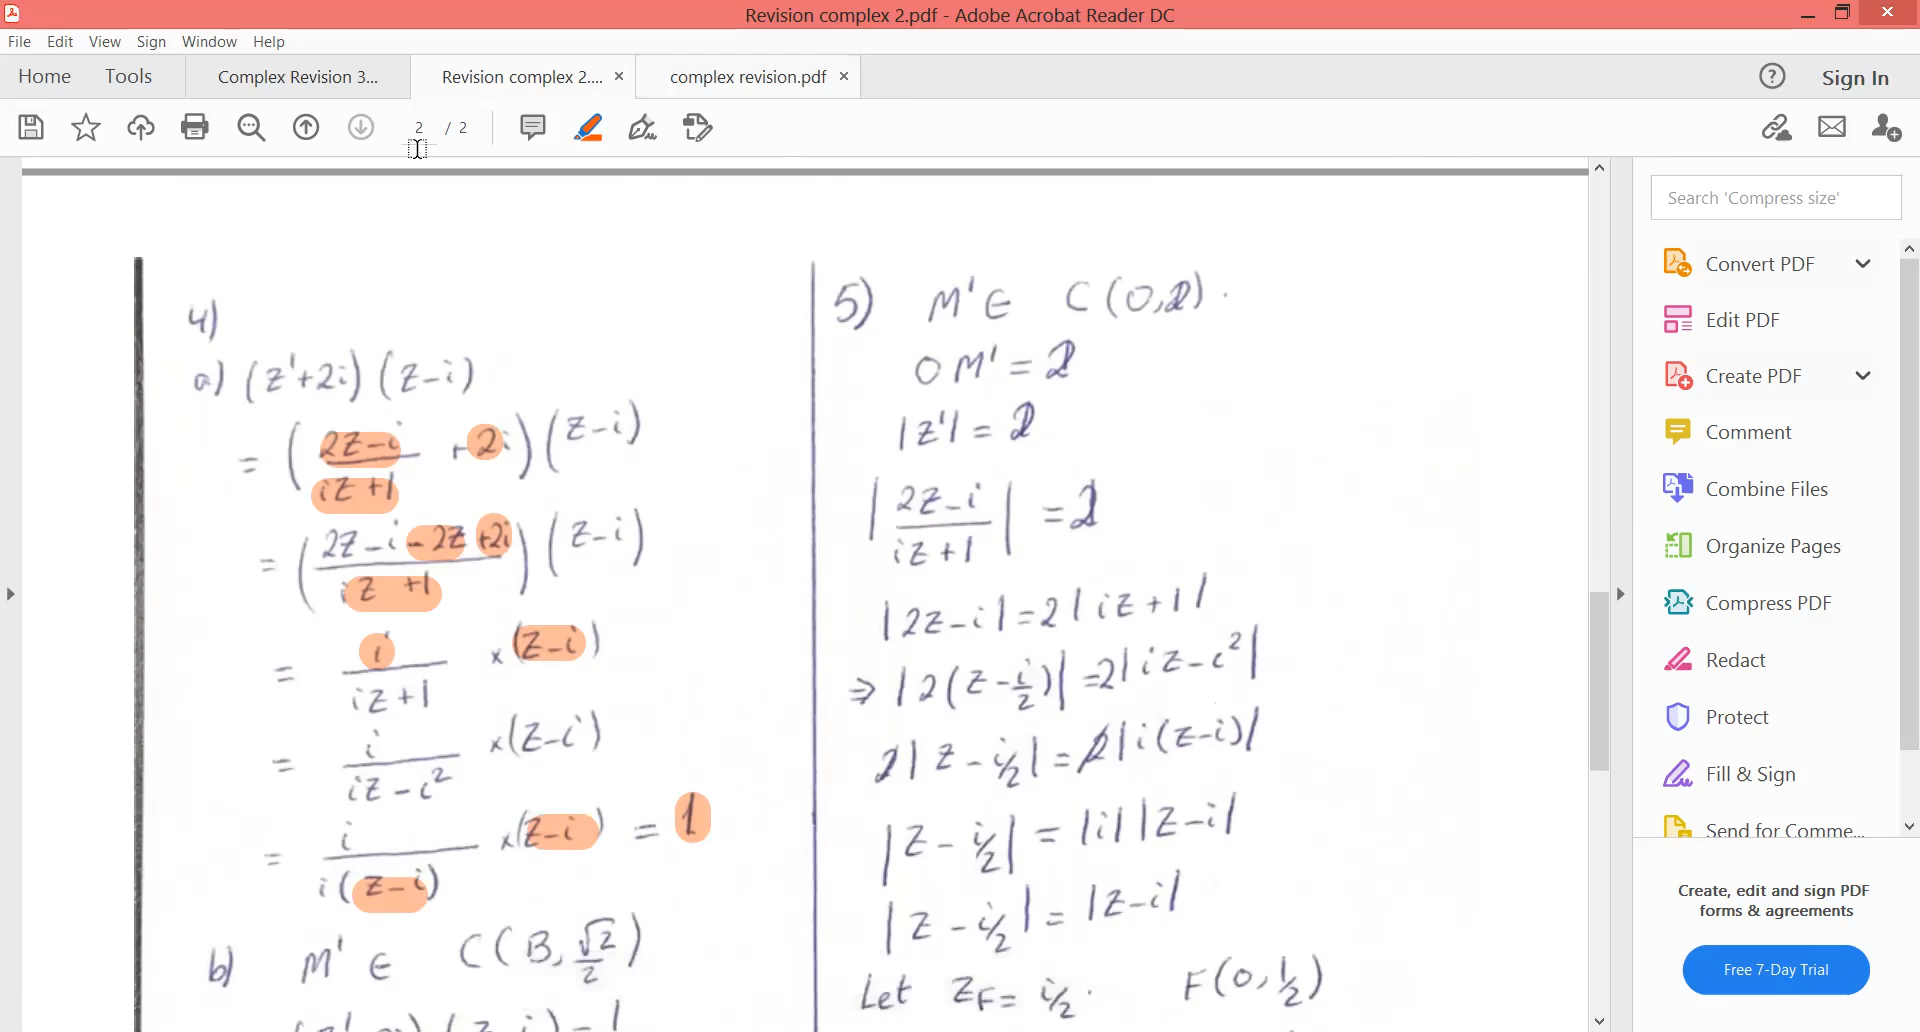 Revision complex 2.pdf - Adobe Acrobat Reader DC
File Edit View Sign Window Help
Home Tools Complex Revision 3... Revision complex 2.... × complex revision.pdf × Sign In
2 / 2
4)
a) (z'+2i) (z-i)
= (2z-i / iz+1 + 2i) (z-i)
= (2z-i-2z+2i / iz+1) (z-i)
= i / iz+1 × (z-i)
= i / iz-i² × (z-i)
= i / i(z-i) × (z-i) = 1
b) M' ∈ C(B, √2/2)
5) M' ∈ C(0,2).
OM' = 2
|z'| = 2
|2z-i / iz+1| = 2
|2z-i| = 2|iz+1|
⇒ |2(z-i/2)| = 2|iz-i²|
2|z-i/2| = 2|i(z-i)|
|z-i/2| = |i||z-i|
|z-i/2| = |z-i|
Let z_F = i/2. F(0,1/2)
Search 'Compress size'
Convert PDF
Edit PDF
Create PDF
Comment
Combine Files
Organize Pages
Compress PDF
Redact
Protect
Fill & Sign
Send for Comme...
Create, edit and sign PDF
forms & agreements
Free 7-Day Trial